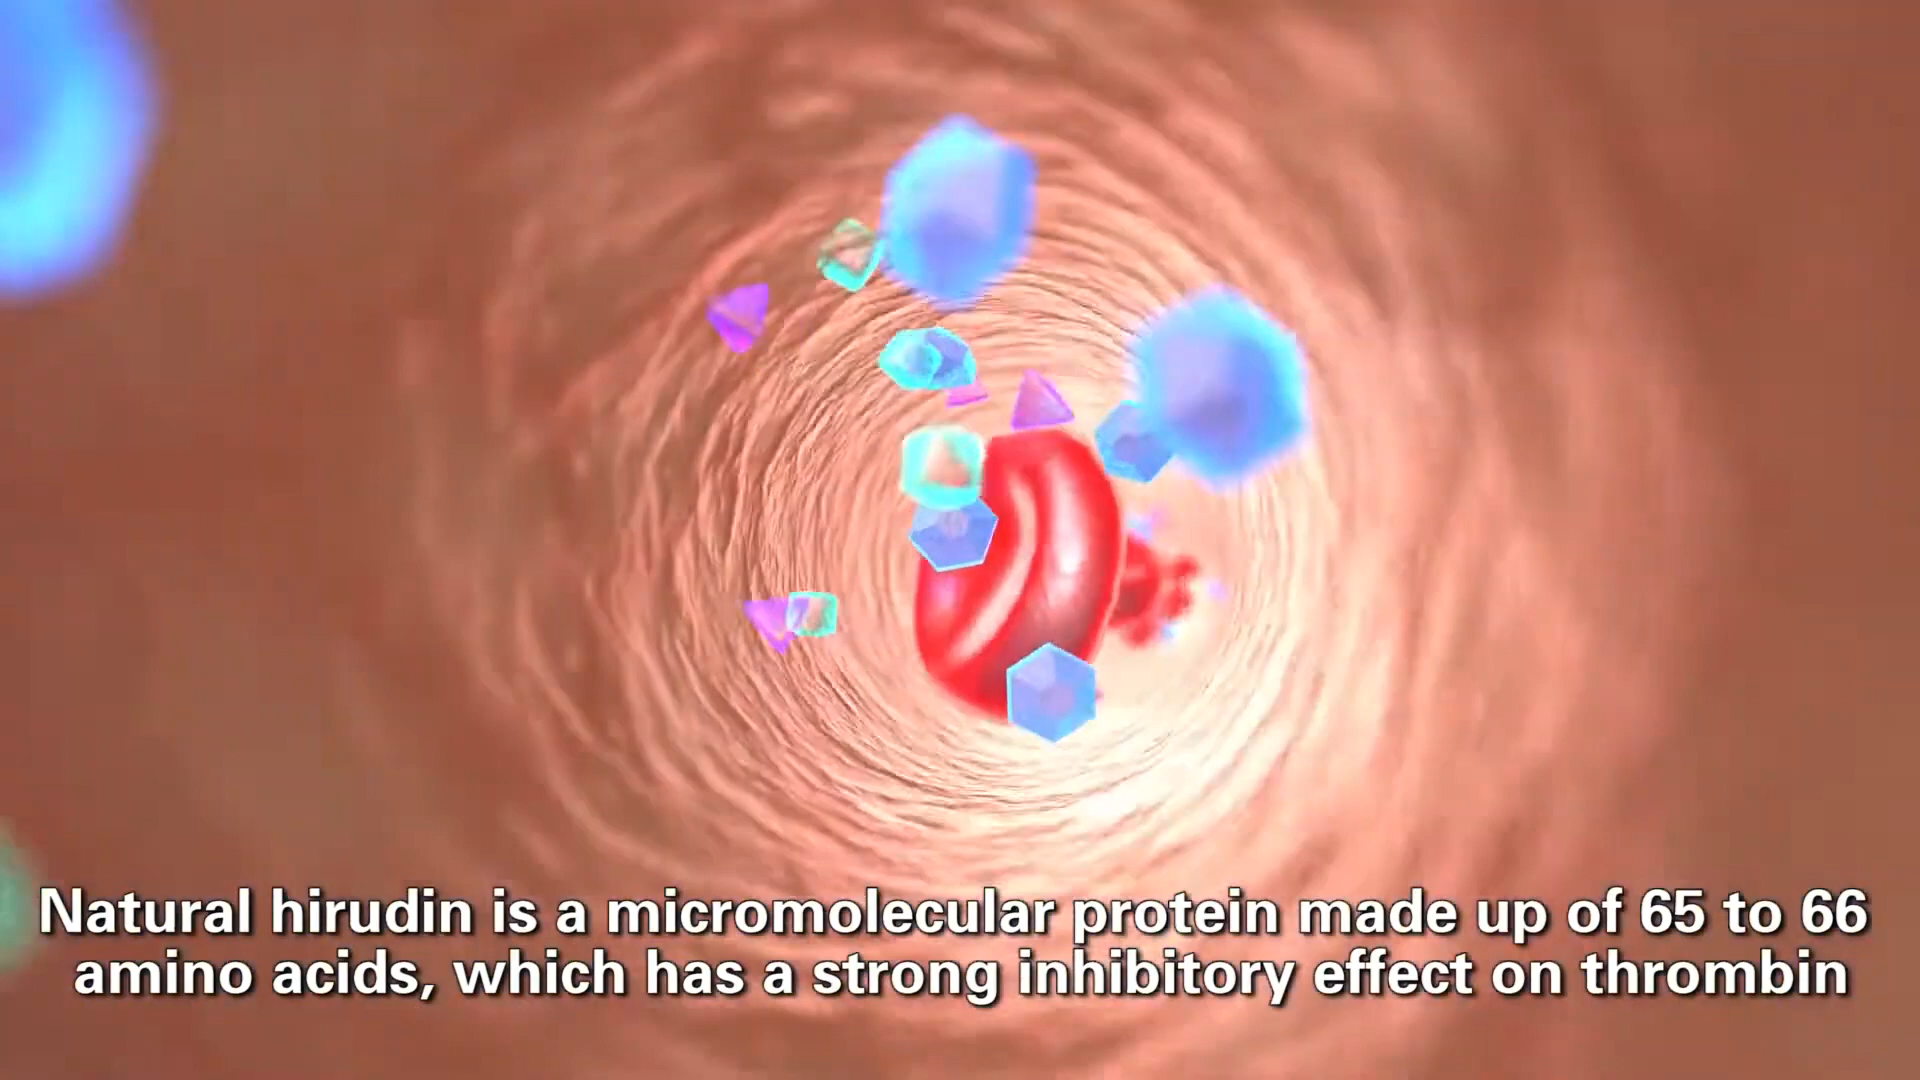 Natural hirudin is a micromolecular protein made up of 65 to 66
amino acids, which has a strong inhibitory effect on thrombin